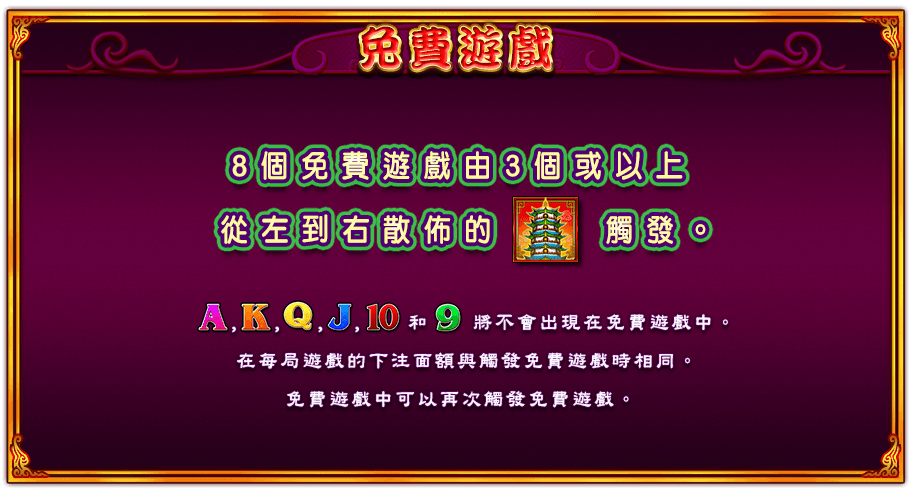 免費遊戲
8個免費遊戲由3個或以上
從左到右散佈的 觸發。
A,K,Q,J,10 和 9 將不會出現在免費遊戲中。
在每局遊戲的下注面額與觸發免費遊戲時相同。
免費遊戲中可以再次觸發免費遊戲。